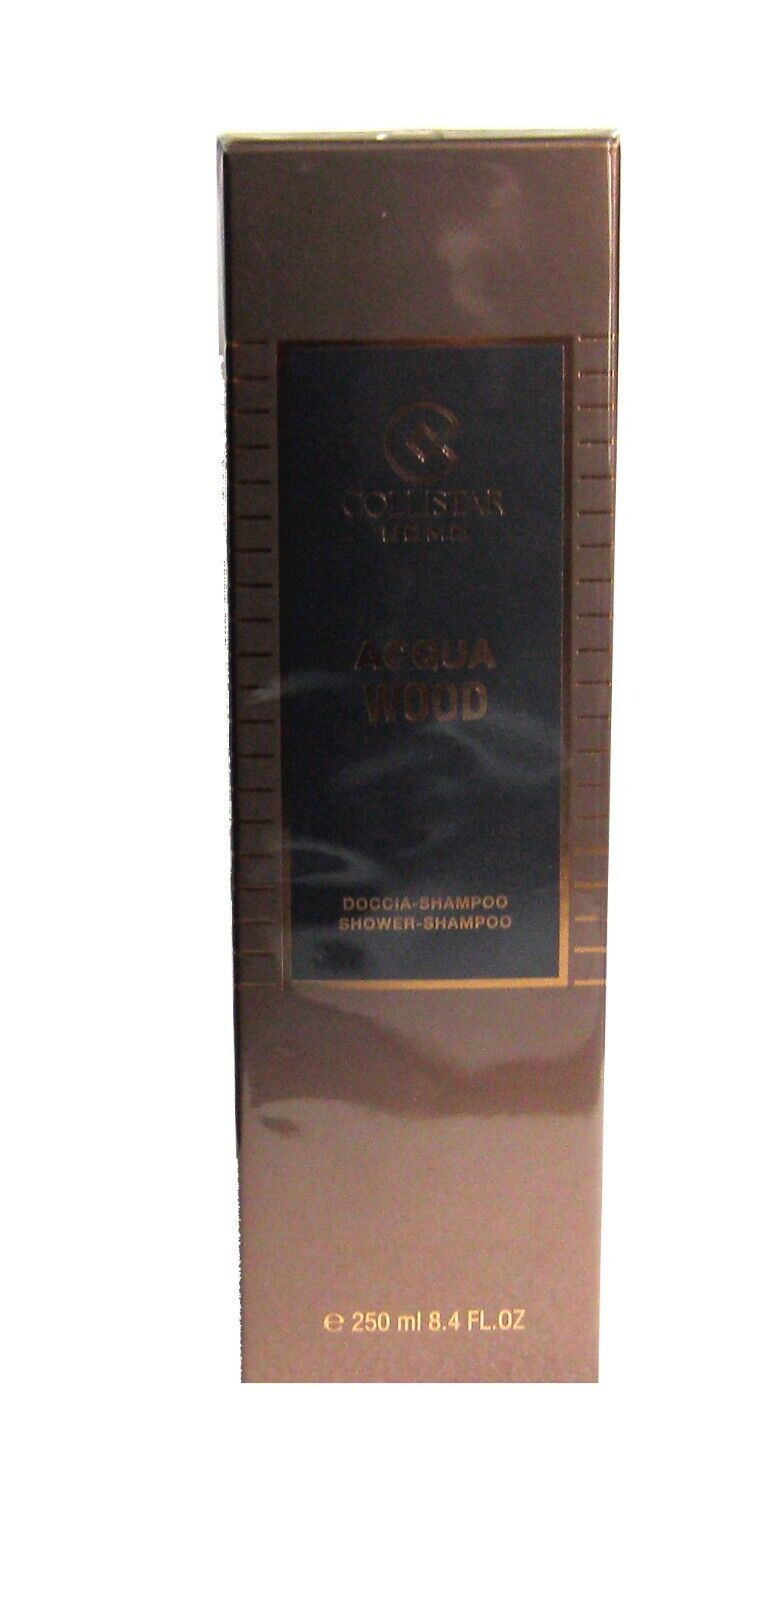 COLLISTAR
UOMO
ACQUA
WOOD
DOCCIA-SHAMPOO
SHOWER-SHAMPOO
℮ 250 ml 8.4 FL.OZ